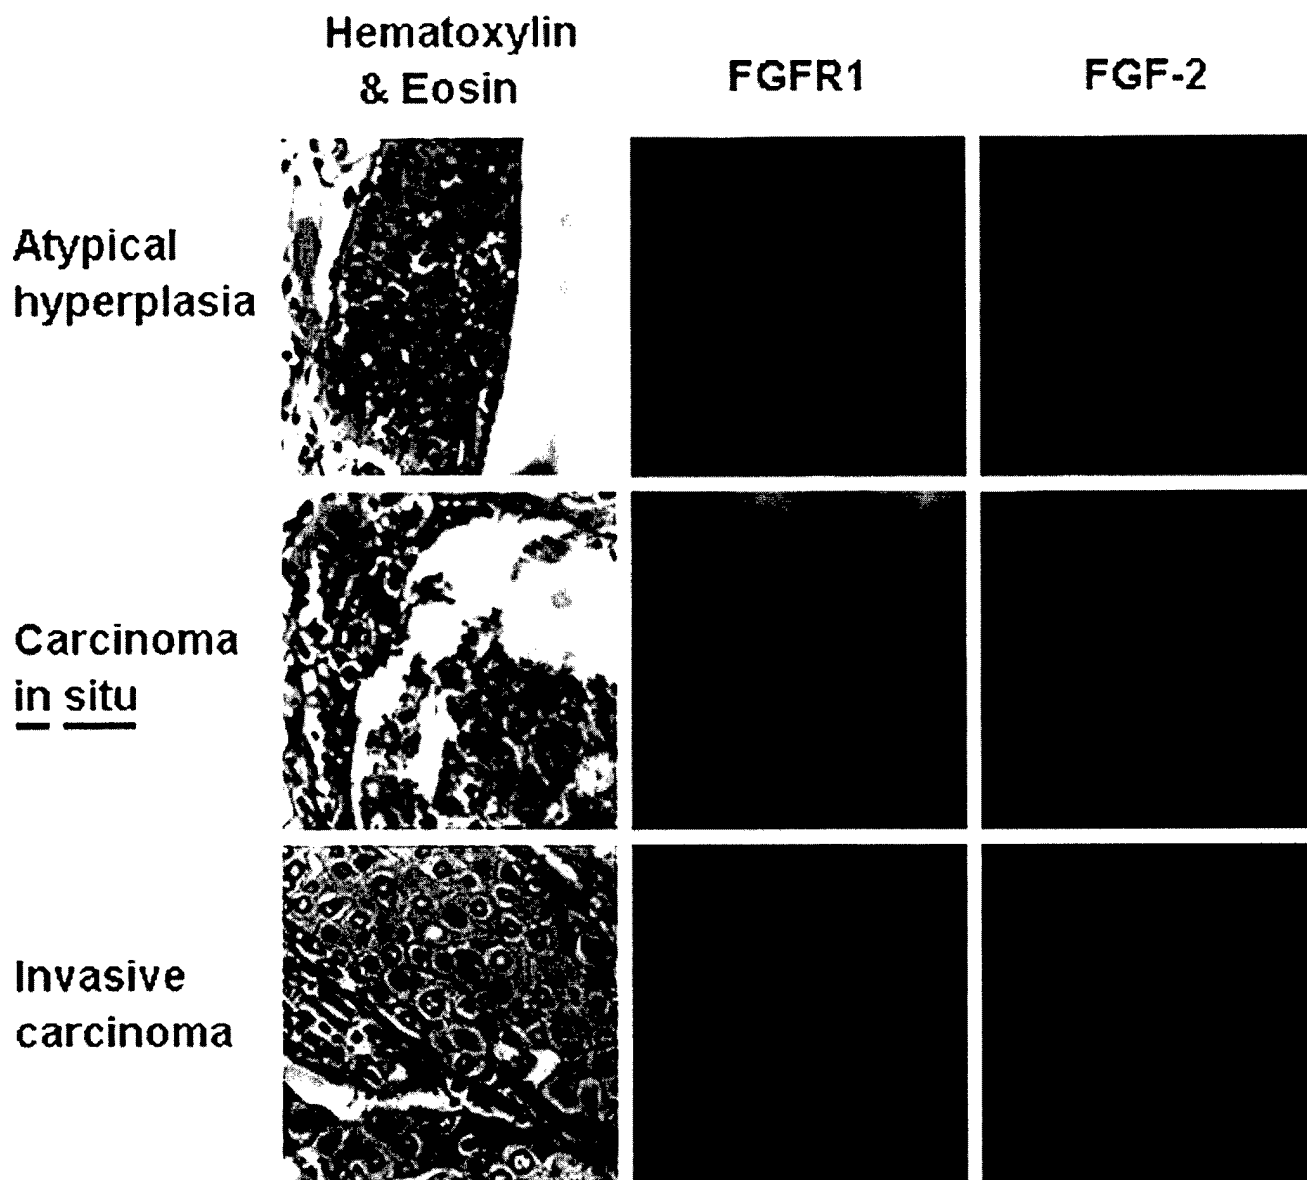 Hematoxylin
& Eosin
FGFR1
FGF-2
Atypical
hyperplasia
Carcinoma
in situ
Invasive
carcinoma